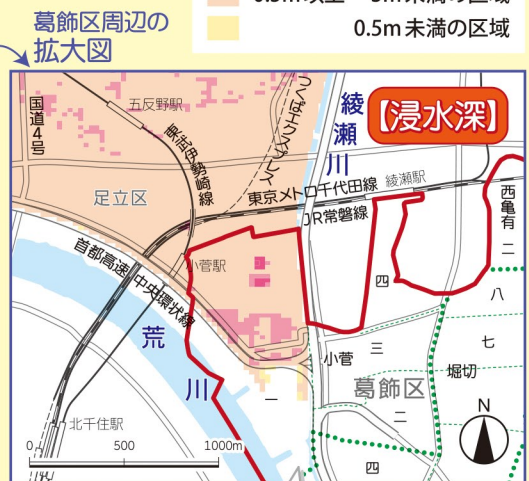 0.5m以上
0.5m未満の区域
葛飾区周辺の
拡大図
【浸水深】
国道4号
五反野駅
東武伊勢崎線
つくばエクスプレス
綾瀬川
足立区
東京メトロ千代田線
綾瀬駅
JR常磐線
西亀有
二
首都高速 中央環状線
小菅駅
四
八
荒川
小菅
三
七
堀切
葛飾区
一
二
四
北千住駅
N
0
500
1000m